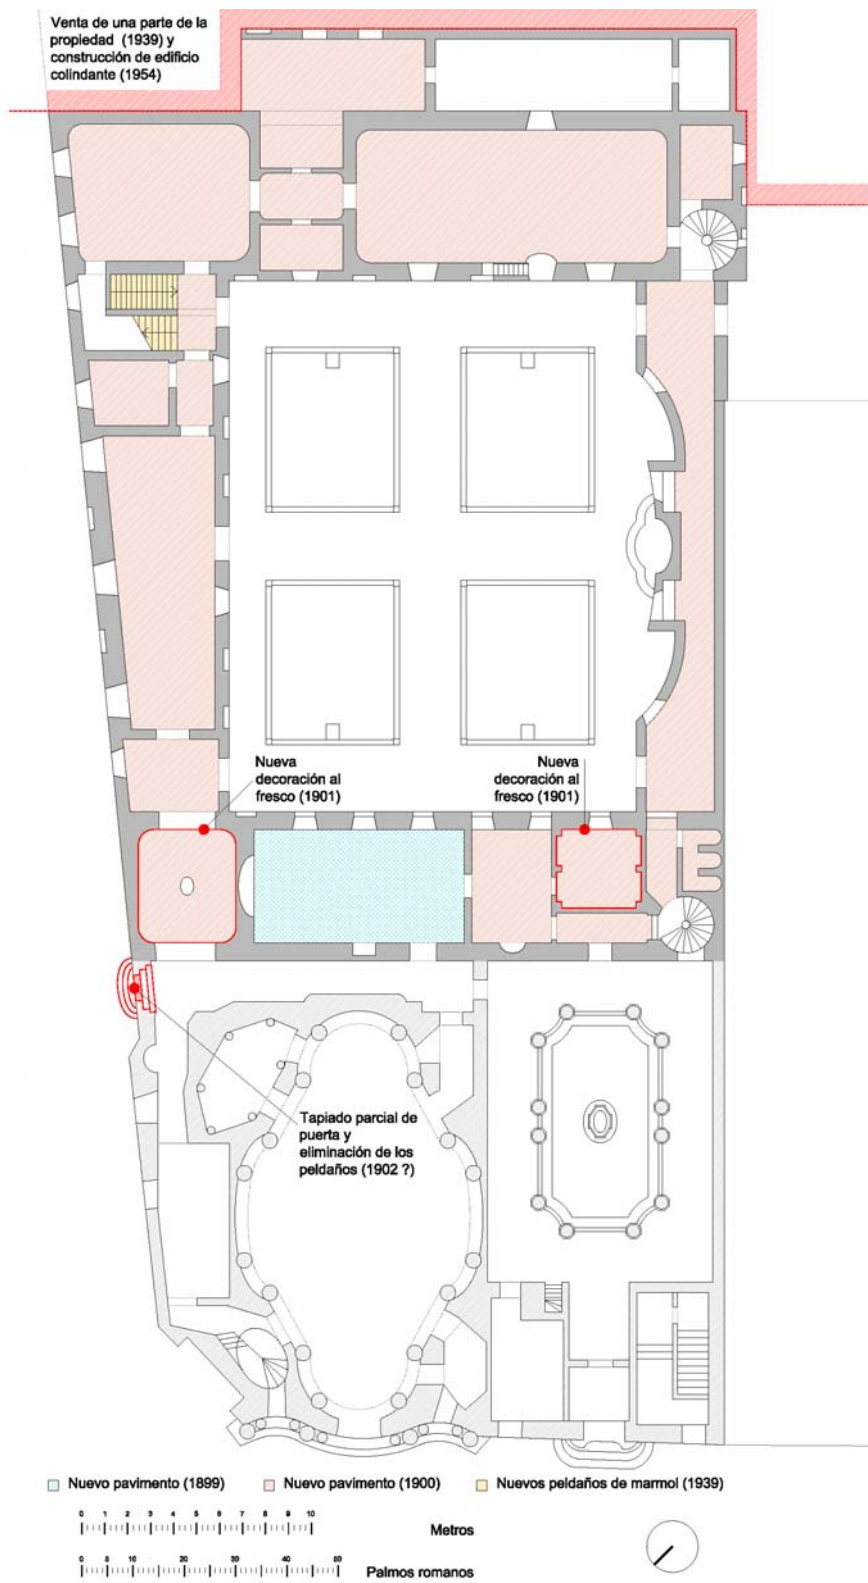 Venta de una parte de la
propiedad (1939) y
construcción de edificio
colindante (1954)
Nueva
decoración al
fresco (1901)
Nueva
decoración al
fresco (1901)
Tapiado parcial de
puerta y
eliminación de los
peldaños (1902 ?)
Nuevo pavimento (1899)
Nuevo pavimento (1900)
Nuevos peldaños de marmol (1939)
0 1 2 3 4 5 6 7 8 9 10
Metros
0 5 10 20 30 40 50
Palmos romanos